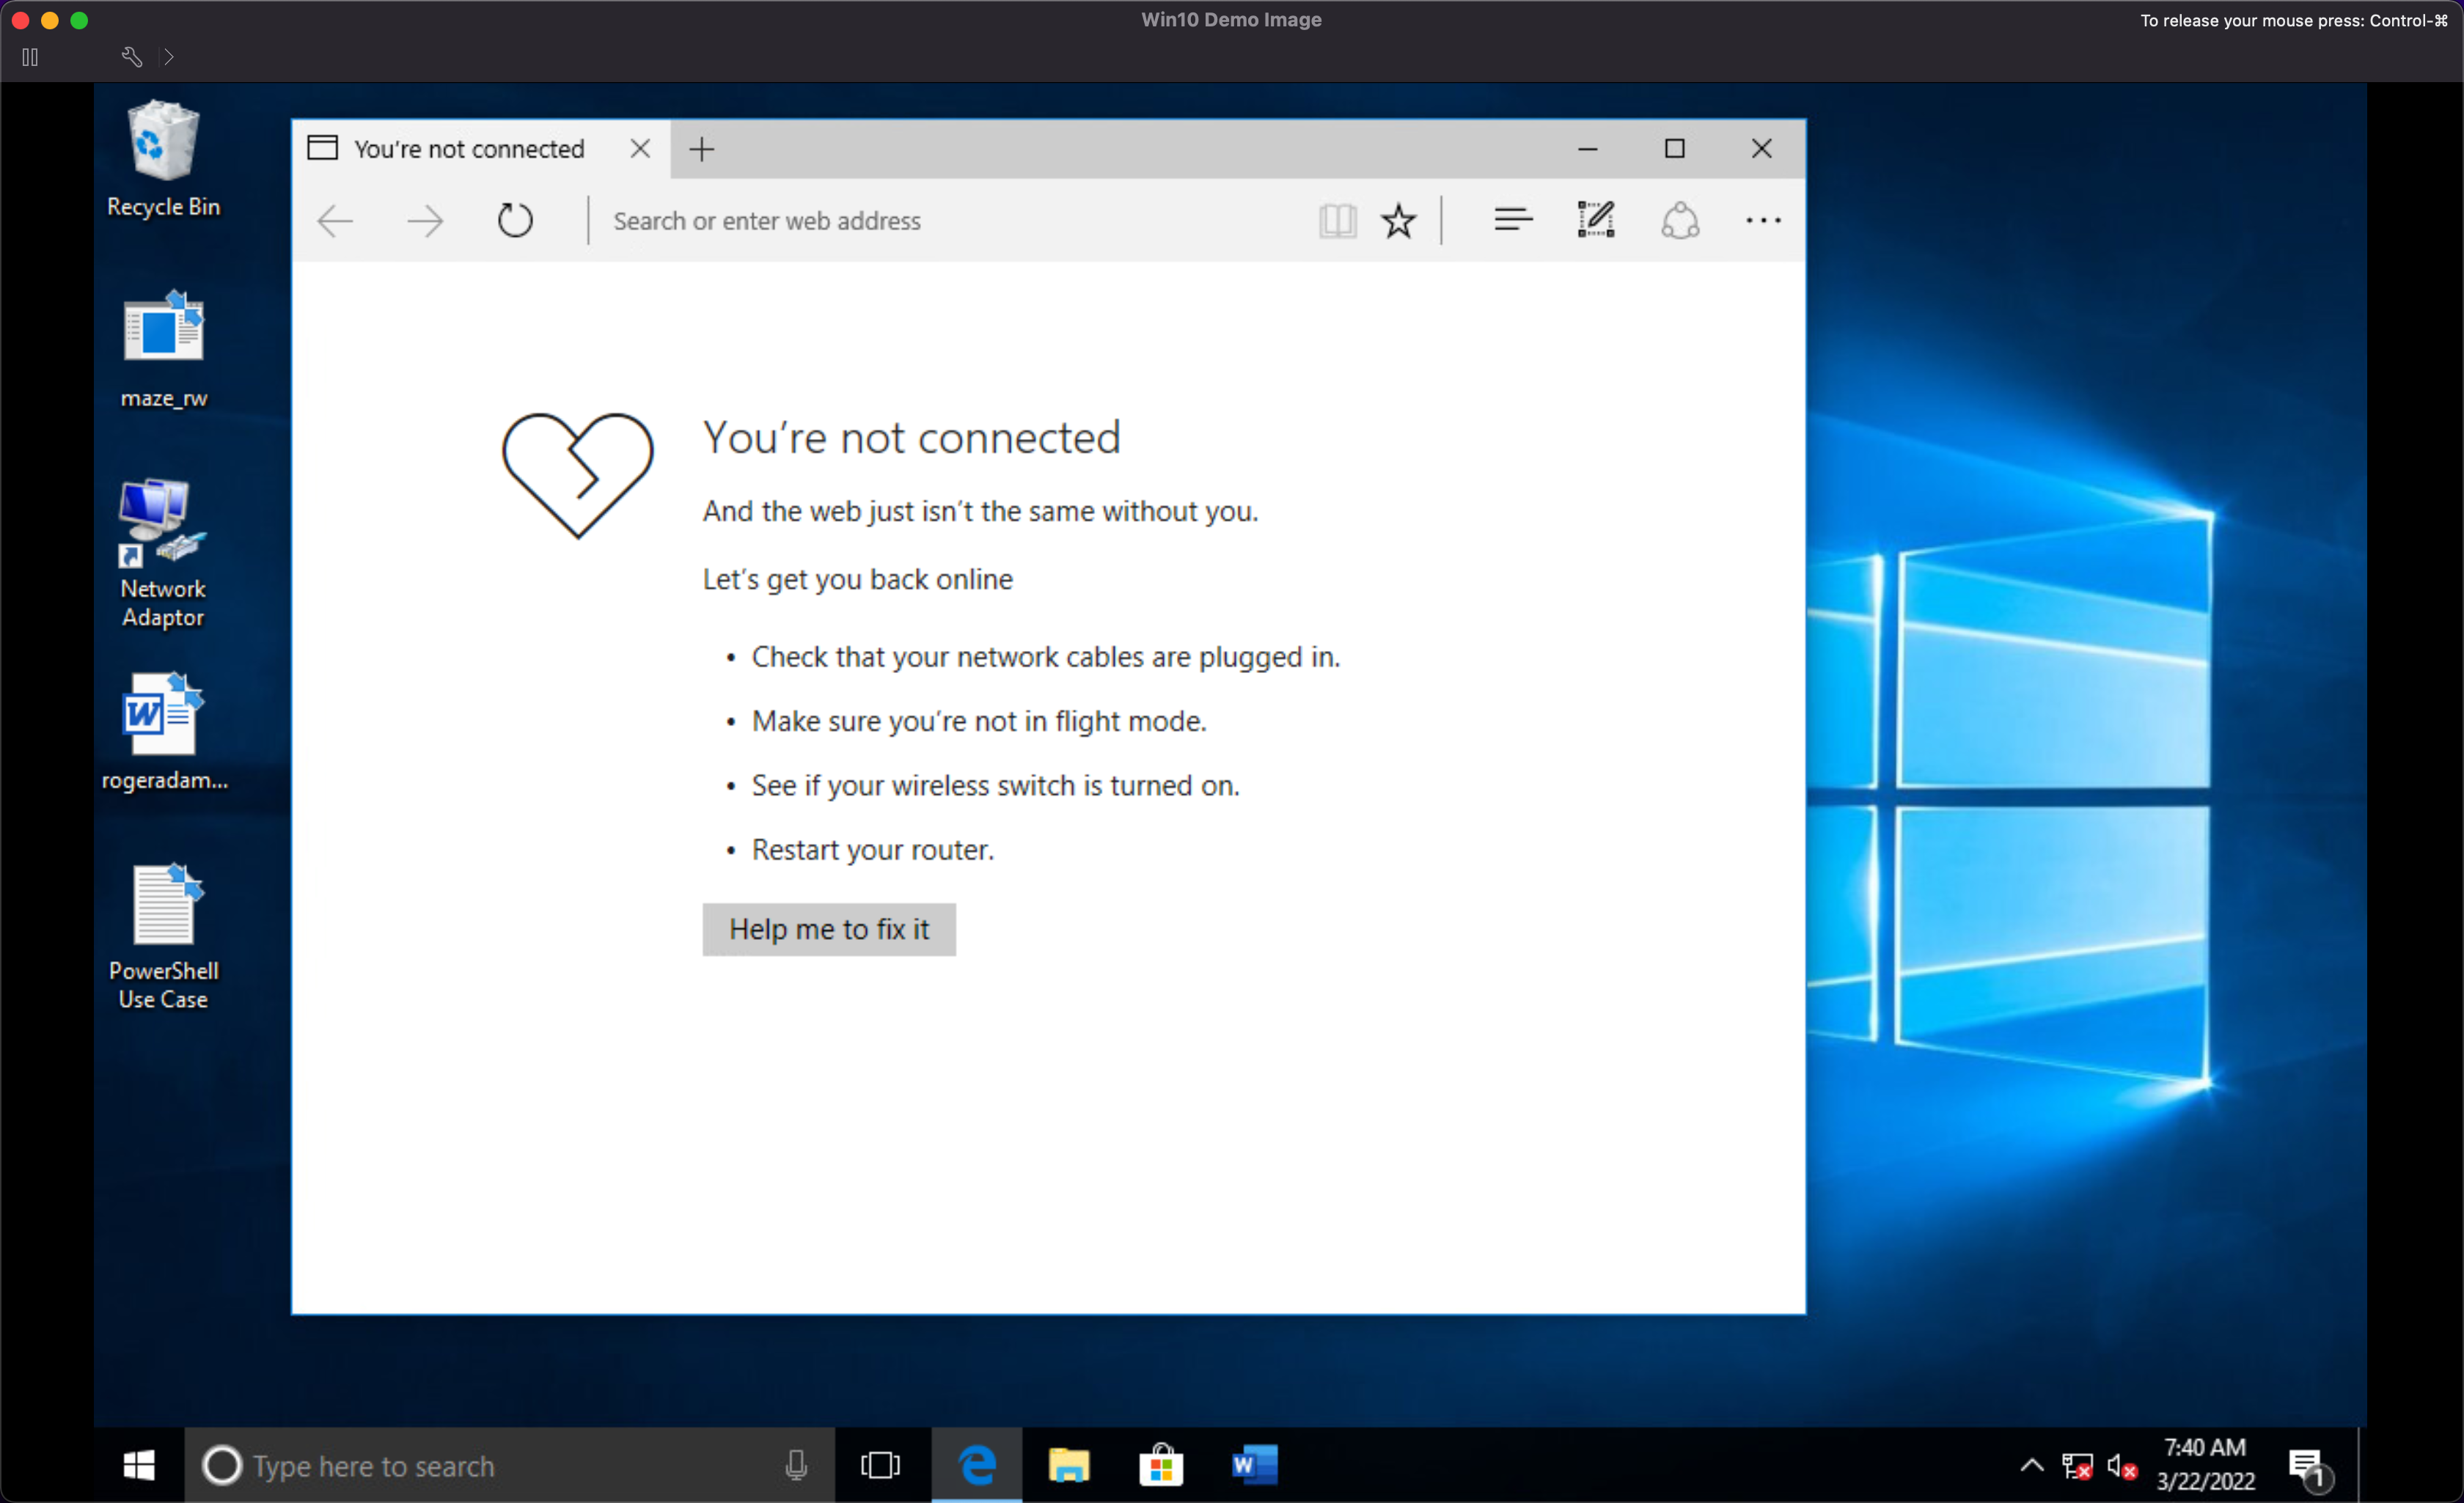 Win10 Demo Image
To release your mouse press: Control-⌘
Recycle Bin
maze_rw
Network
Adaptor
rogeradam...
PowerShell
Use Case
You're not connected
Search or enter web address
You're not connected
And the web just isn't the same without you.
Let's get you back online
• Check that your network cables are plugged in.
• Make sure you're not in flight mode.
• See if your wireless switch is turned on.
• Restart your router.
Help me to fix it
Type here to search
7:40 AM
3/22/2022
1